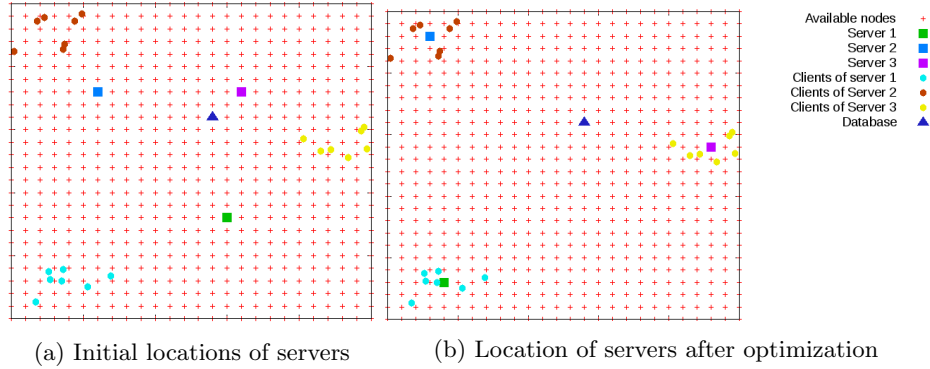 Available nodes
Server 1
Server 2
Server 3
Clients of server 1
Clients of Server 2
Clients of Server 3
Database
(a) Initial locations of servers
(b) Location of servers after optimization